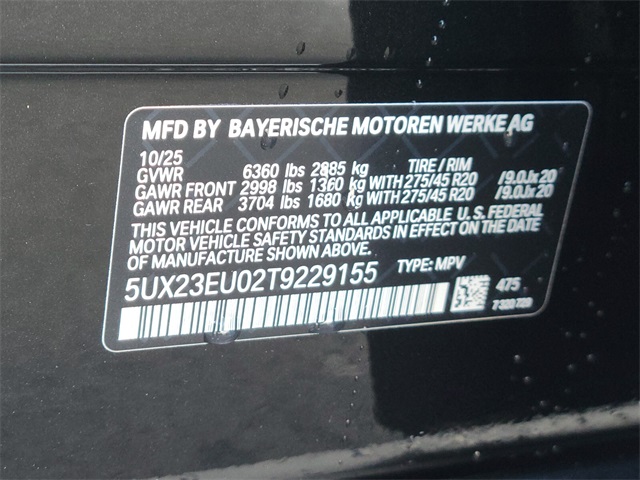 MFD BY BAYERISCHE MOTOREN WERKE AG
10/25
GVWR 6360 lbs 2885 kg TIRE / RIM
GAWR FRONT 2998 lbs 1360 kg WITH 275/45 R20 /9.0Jx20
GAWR REAR 3704 lbs 1680 kg WITH 275/45 R20 /9.0Jx20
THIS VEHICLE CONFORMS TO ALL APPLICABLE U.S. FEDERAL
MOTOR VEHICLE SAFETY STANDARDS IN EFFECT ON THE DATE
OF MANUFACTURE SHOWN ABOVE.
5UX23EU02T9229155 TYPE: MPV
475